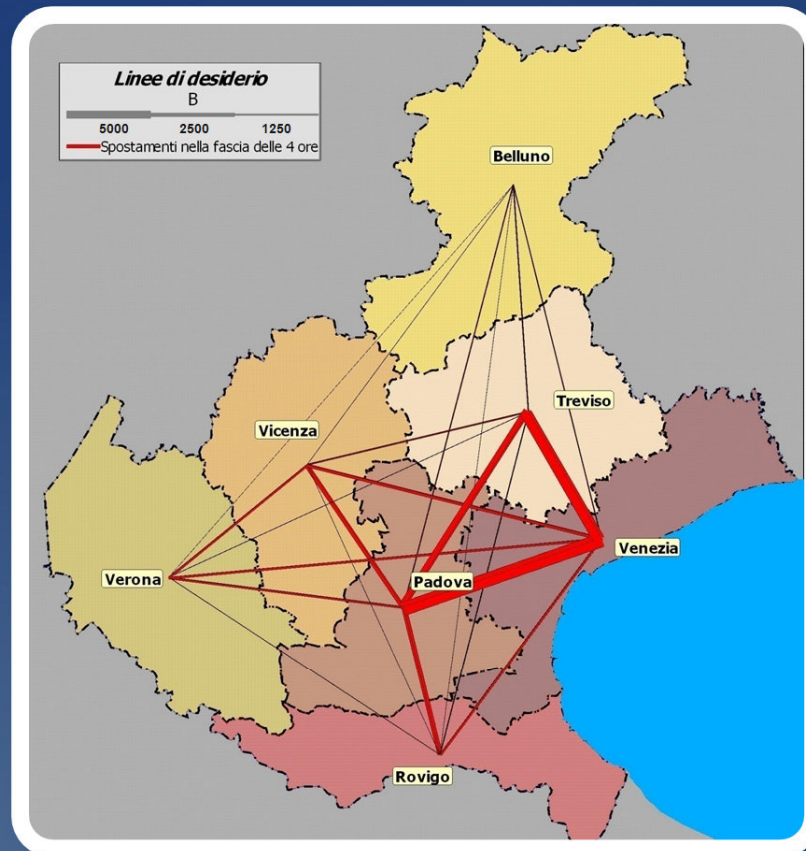 Linee di desiderio
B
5000 2500 1250
Spostamenti nella fascia delle 4 ore
Belluno
Treviso
Vicenza
Venezia
Verona
Padova
Rovigo